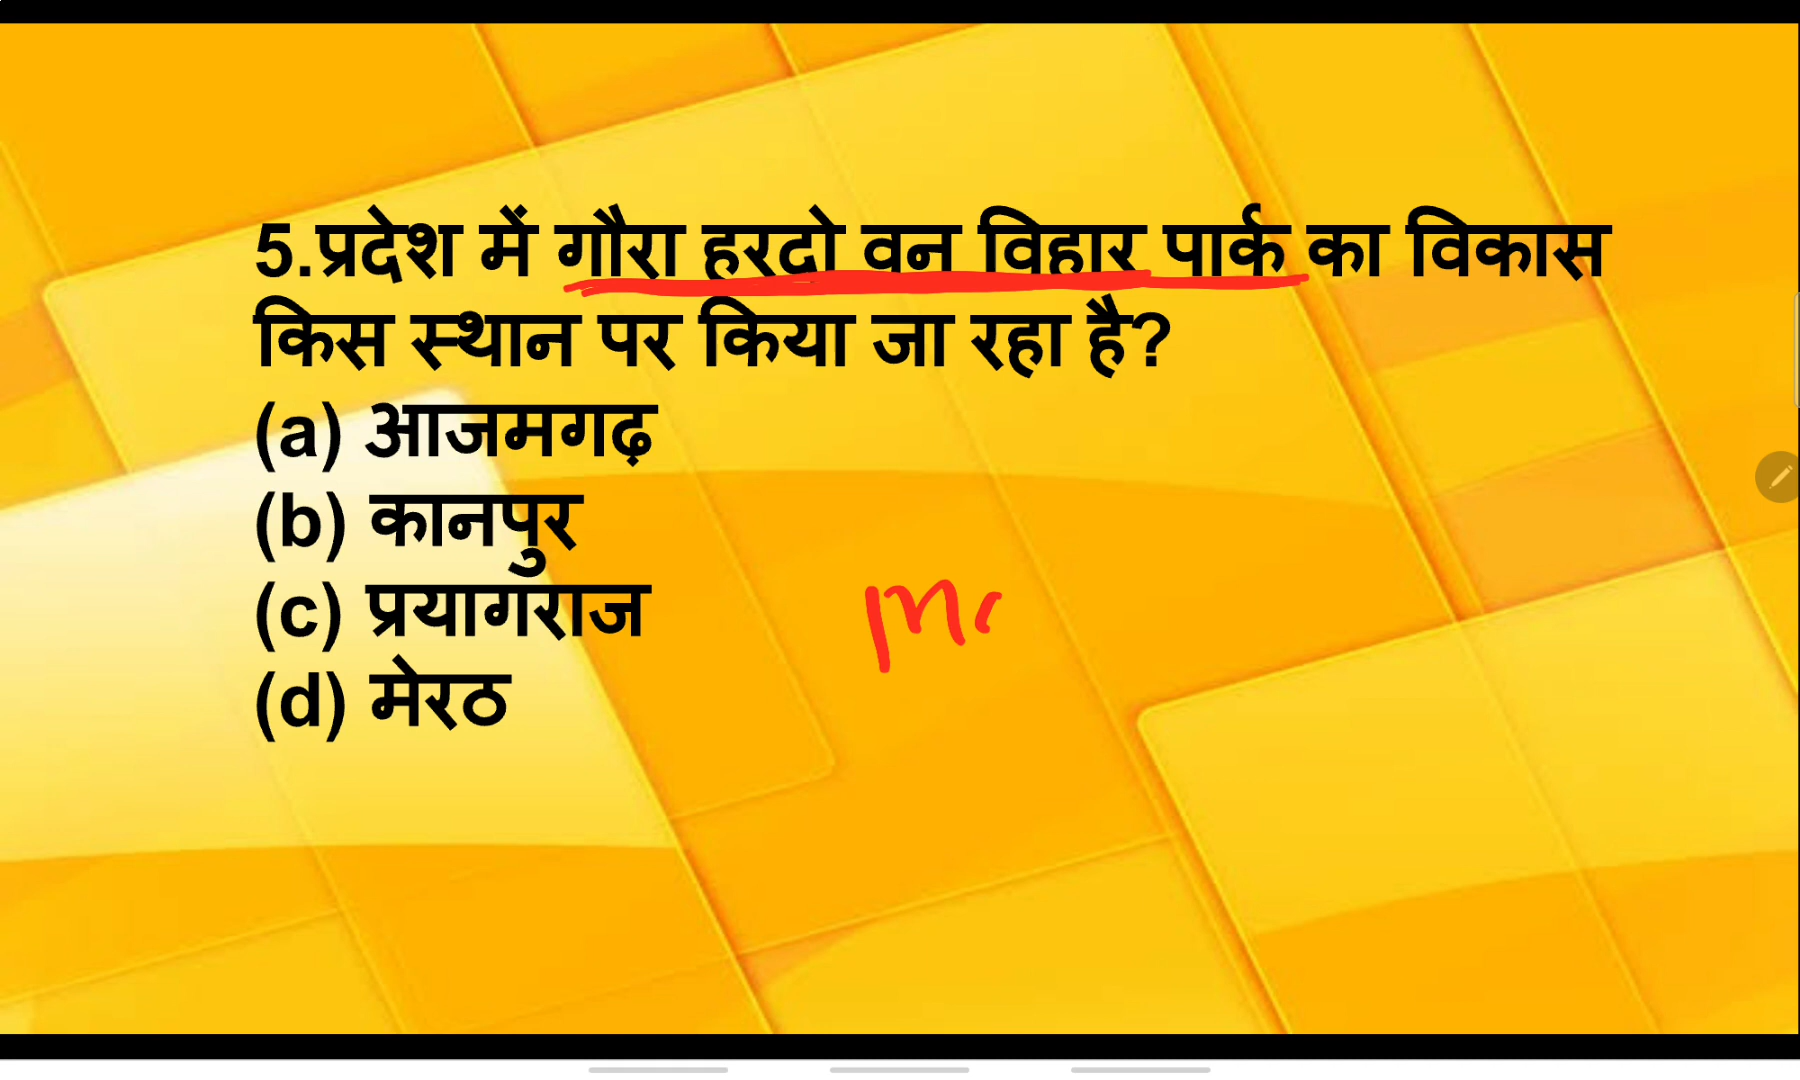 5.प्रदेश में गौरा हरदो वन विहार पार्क का विकास
किस स्थान पर किया जा रहा है?
(a) आजमगढ़
(b) कानपुर
(c) प्रयागराज
(d) मेरठ